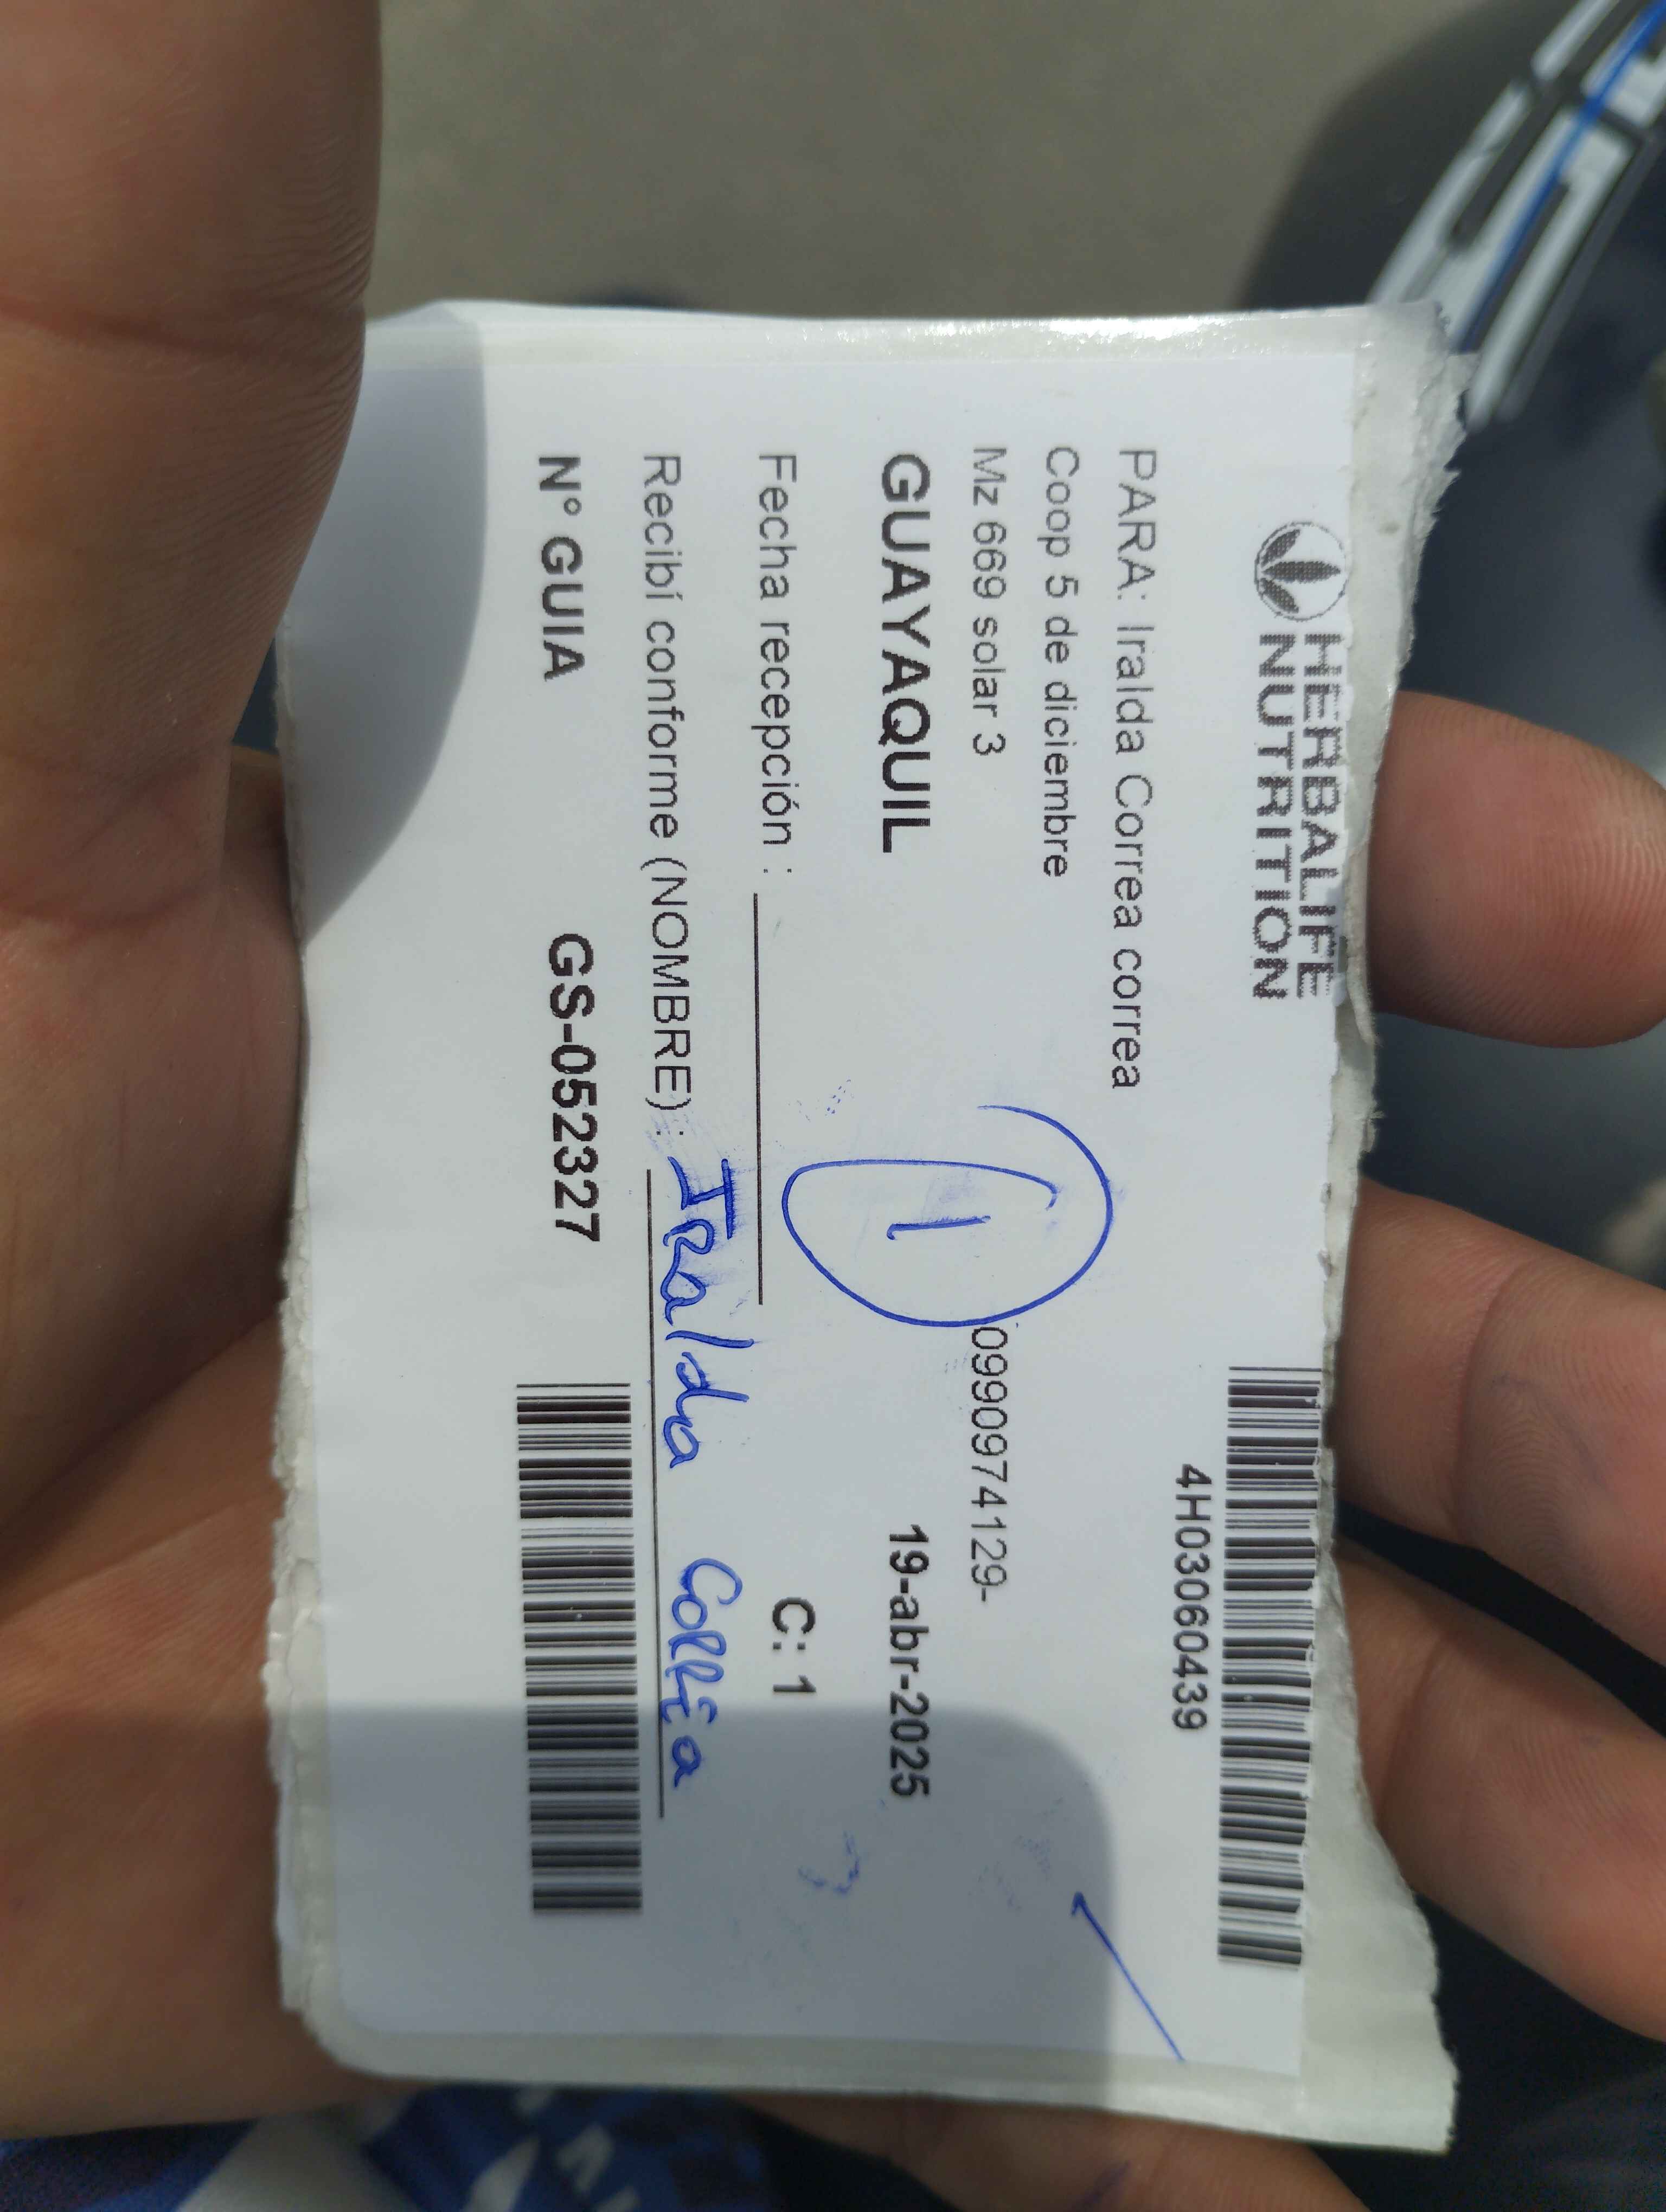 HERBALIFE
NUTRITION
4H03060439
PARA: Iralda Correa correa
Coop 5 de diciembre
Mz 669 solar 3 0990974129-
1
GUAYAQUIL 19-abr-2025
Fecha recepción : C: 1
Recibí conforme (NOMBRE) : Iralda Correa
N° GUIA GS-052327